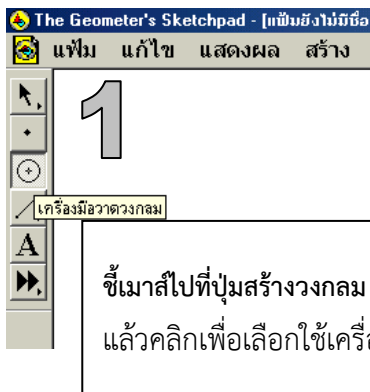 The Geometer's Sketchpad - [แฟ้มยังไม่มีชื่อ
แฟ้ม แก้ไข แสดงผล สร้าง
1
เครื่องมือวาดวงกลม
A
ชี้เมาส์ไปที่ปุ่มสร้างวงกลม
แล้วคลิกเพื่อเลือกใช้เครื่อ